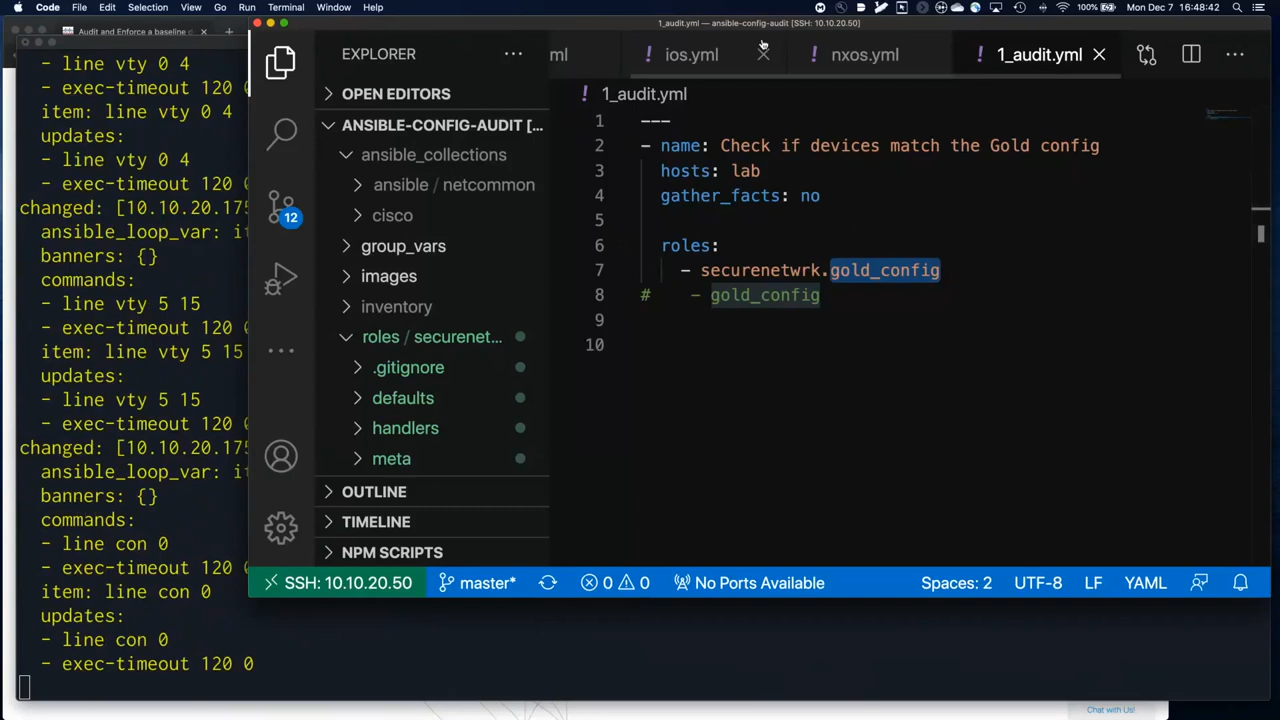 Code File Edit Selection View Go Run Terminal Window Help 100% Mon Dec 7 16:48:42
1_audit.yml — ansible-config-audit [SSH: 10.10.20.50]
Audit and Enforce a baseline c
- line vty 0 4
- exec-timeout 120 0
item: line vty 0 4
updates:
- line vty 0 4
- exec-timeout 120 0
changed: [10.10.20.175
ansible_loop_var: it
banners: {}
commands:
- line vty 5 15
- exec-timeout 120 0
item: line vty 5 15
updates:
- line vty 5 15
- exec-timeout 120 0
changed: [10.10.20.175
ansible_loop_var: it
banners: {}
commands:
- line con 0
- exec-timeout 120 0
item: line con 0
updates:
- line con 0
- exec-timeout 120 0
EXPLORER
OPEN EDITORS
ANSIBLE-CONFIG-AUDIT [...
ansible_collections
ansible / netcommon
cisco
group_vars
images
inventory
roles / securenet...
.gitignore
defaults
handlers
meta
OUTLINE
TIMELINE
NPM SCRIPTS
12
ml ! ios.yml ! nxos.yml ! 1_audit.yml
! 1_audit.yml
1 ---
2 - name: Check if devices match the Gold config
3 hosts: lab
4 gather_facts: no
5
6 roles:
7 - securenetwrk.gold_config
8 # - gold_config
9
10
SSH: 10.10.20.50 master* 0 0 No Ports Available Spaces: 2 UTF-8 LF YAML
Chat with Us!